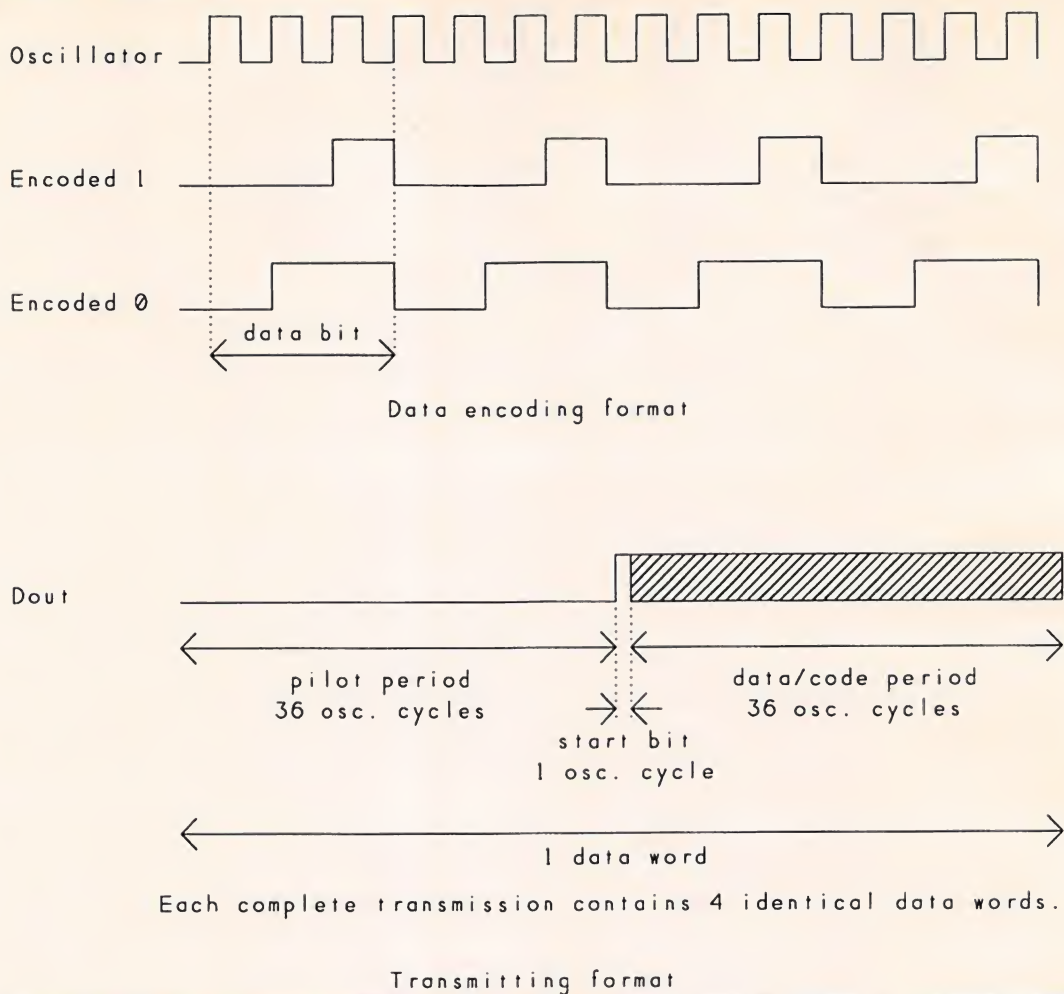 Oscillator
Encoded 1
Encoded 0
data bit
Data encoding format
Dout
pilot period
36 osc. cycles
data/code period
36 osc. cycles
start bit
1 osc. cycle
1 data word
Each complete transmission contains 4 identical data words.
Transmitting format